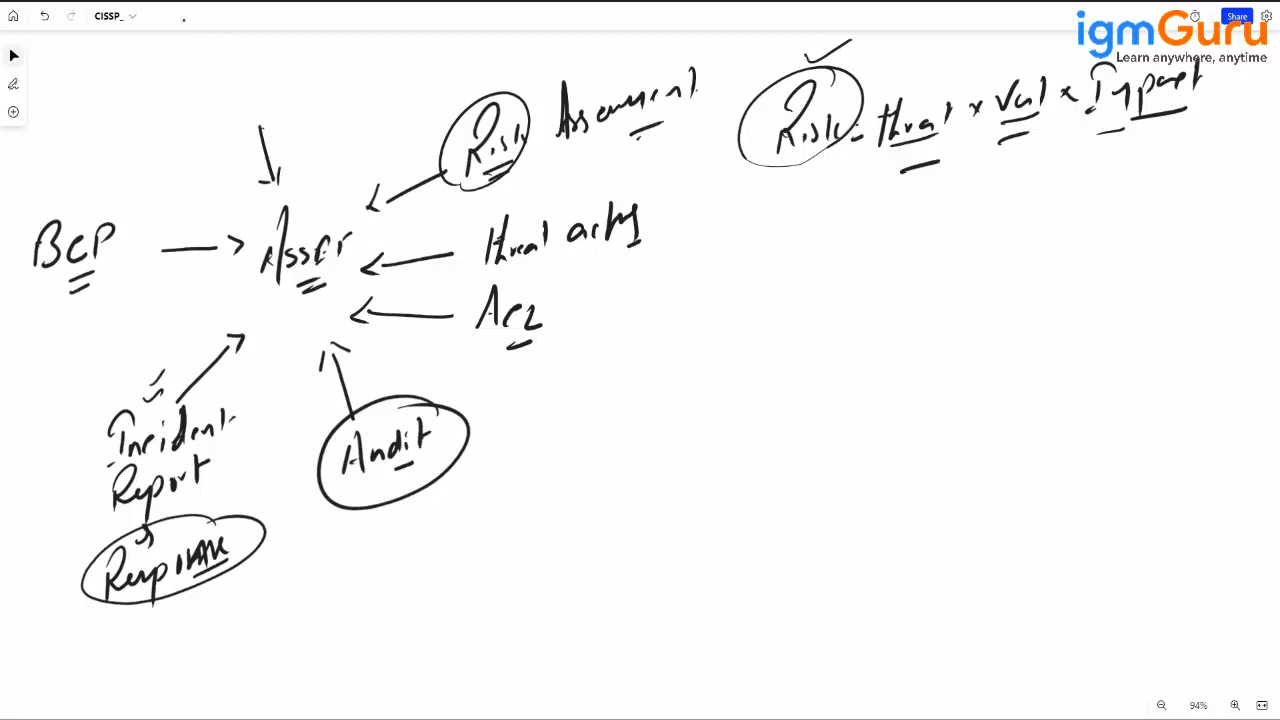 CISSP_
Share
igmGuru
Learn anywhere, anytime
Risk Assessment
Risk = threat × Vul × Impact
BCP
Asset
threat actors
Incident
Report
Response
Audit
94%